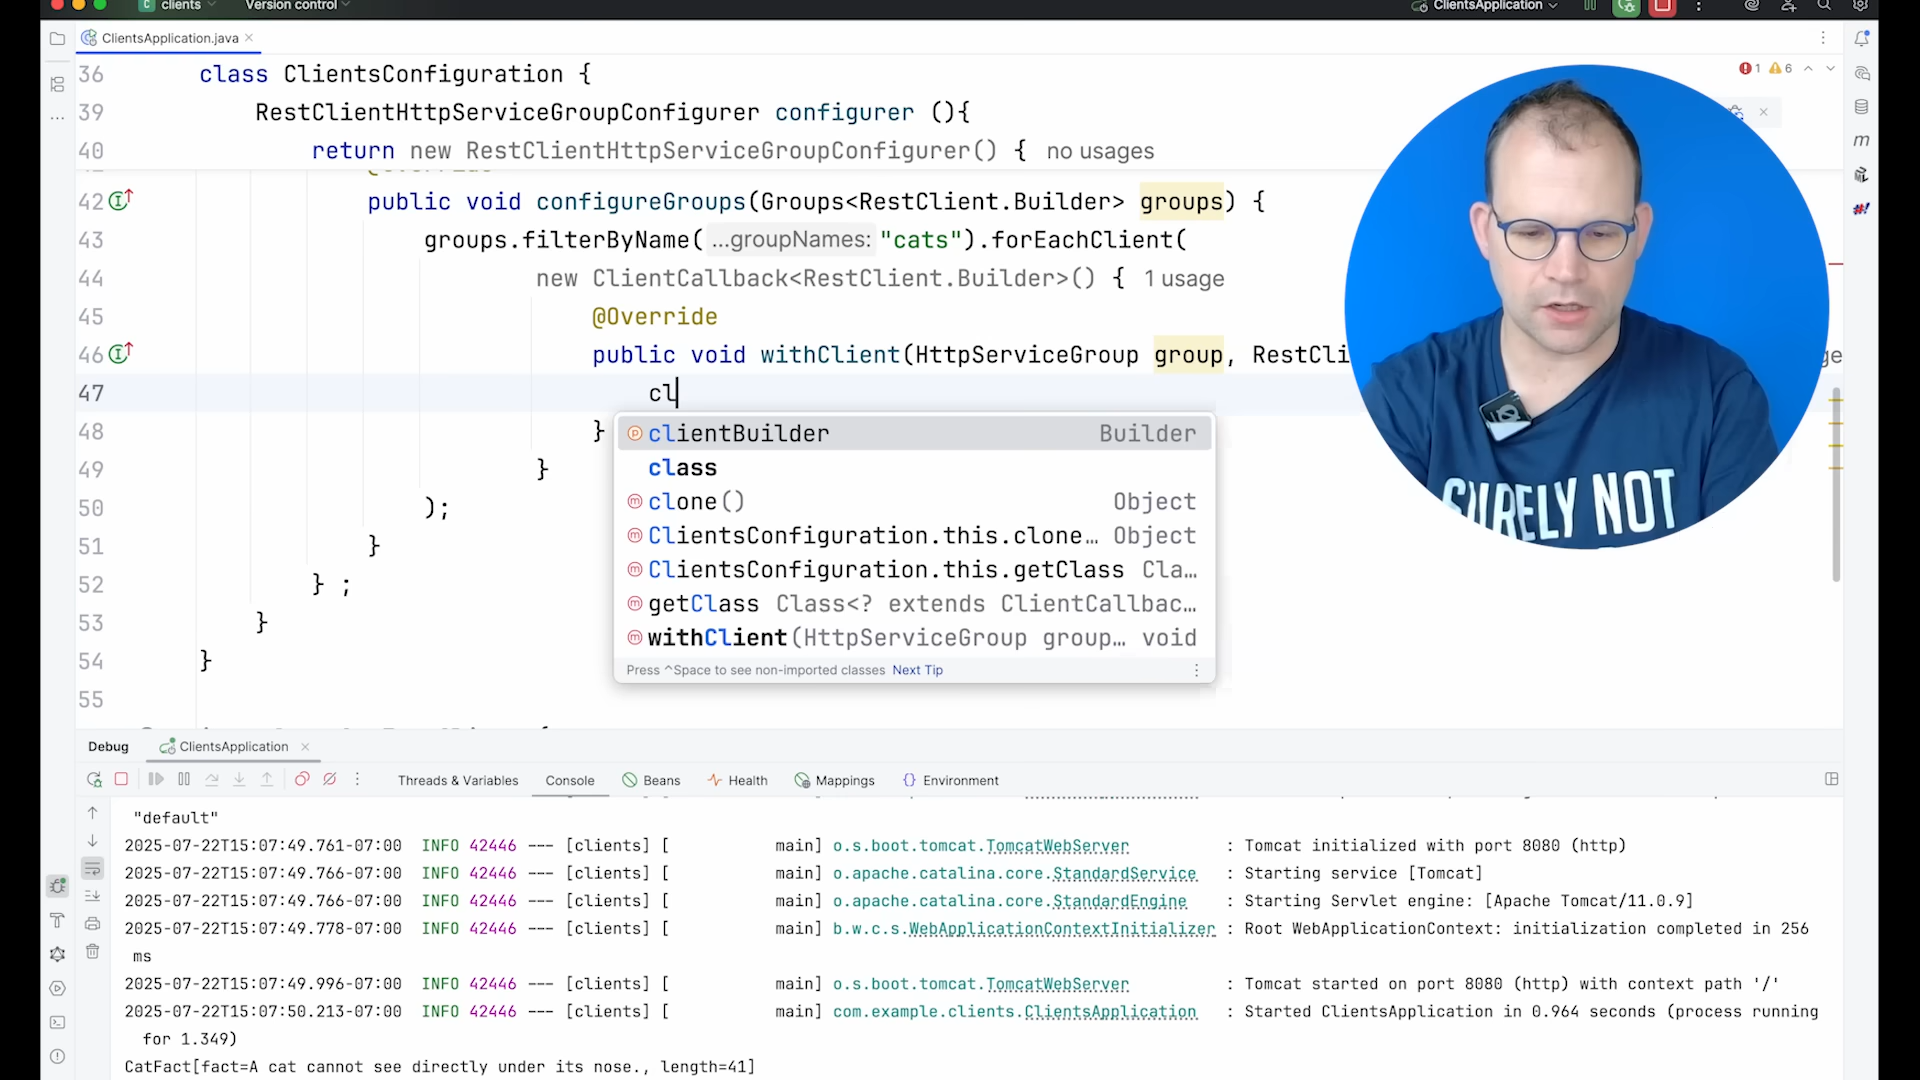 clients
Version control
ClientsApplication
ClientsApplication.java
36 class ClientsConfiguration {
39 RestClientHttpServiceGroupConfigurer configurer (){
40 return new RestClientHttpServiceGroupConfigurer() { no usages
42 public void configureGroups(Groups<RestClient.Builder> groups) {
43 groups.filterByName( ...groupNames: "cats").forEachClient(
44 new ClientCallback<RestClient.Builder>() { 1 usage
45 @Override
46 public void withClient(HttpServiceGroup group, RestCli
47 cl
48 }
49 }
50 );
51 }
52 } ;
53 }
54 }
55
1 6
clientBuilder Builder
class
clone() Object
ClientsConfiguration.this.clone… Object
ClientsConfiguration.this.getClass Cla…
getClass Class<? extends ClientCallbac…
withClient(HttpServiceGroup group… void
Press ^Space to see non-imported classes Next Tip
SURELY NOT
Debug ClientsApplication
Threads & Variables Console Beans Health Mappings Environment
"default"
2025-07-22T15:07:49.761-07:00 INFO 42446 --- [clients] [ main] o.s.boot.tomcat.TomcatWebServer : Tomcat initialized with port 8080 (http)
2025-07-22T15:07:49.766-07:00 INFO 42446 --- [clients] [ main] o.apache.catalina.core.StandardService : Starting service [Tomcat]
2025-07-22T15:07:49.766-07:00 INFO 42446 --- [clients] [ main] o.apache.catalina.core.StandardEngine : Starting Servlet engine: [Apache Tomcat/11.0.9]
2025-07-22T15:07:49.778-07:00 INFO 42446 --- [clients] [ main] b.w.c.s.WebApplicationContextInitializer : Root WebApplicationContext: initialization completed in 256
ms
2025-07-22T15:07:49.996-07:00 INFO 42446 --- [clients] [ main] o.s.boot.tomcat.TomcatWebServer : Tomcat started on port 8080 (http) with context path '/'
2025-07-22T15:07:50.213-07:00 INFO 42446 --- [clients] [ main] com.example.clients.ClientsApplication : Started ClientsApplication in 0.964 seconds (process running
for 1.349)
CatFact[fact=A cat cannot see directly under its nose., length=41]